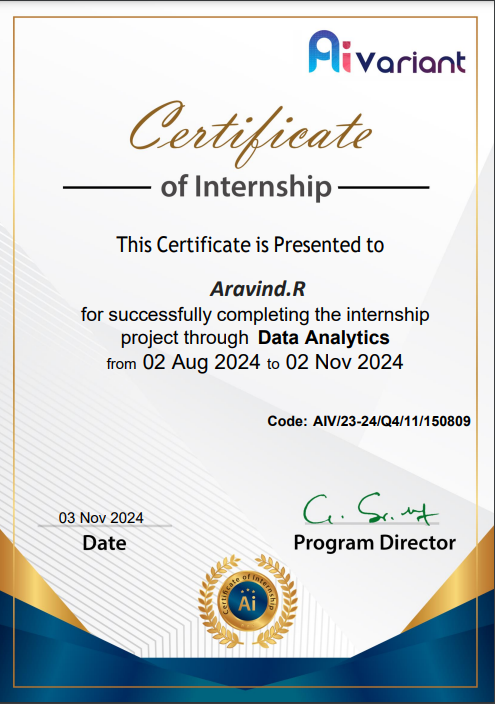 Ai variant
Certificate
of Internship
This Certificate is Presented to
Aravind.R
for successfully completing the internship
project through Data Analytics
from 02 Aug 2024 to 02 Nov 2024
Code: AIV/23-24/Q4/11/150809
03 Nov 2024
Date
Program Director
Certificate of Internship
Ai